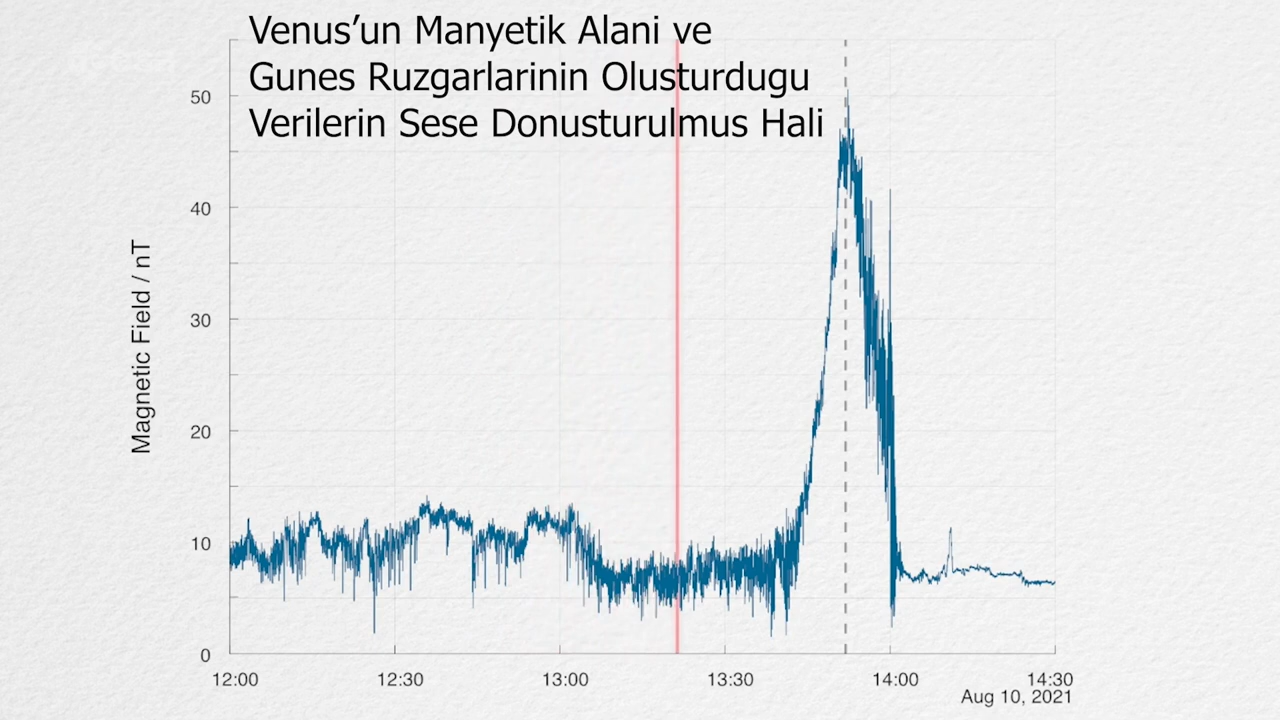 Venus’un Manyetik Alani ve
Gunes Ruzgarlarinin Olusturdugu
Verilerin Sese Donusturulmus Hali
50
40
30
20
10
0
Magnetic Field / nT
12:00 12:30 13:00 13:30 14:00 14:30
Aug 10, 2021